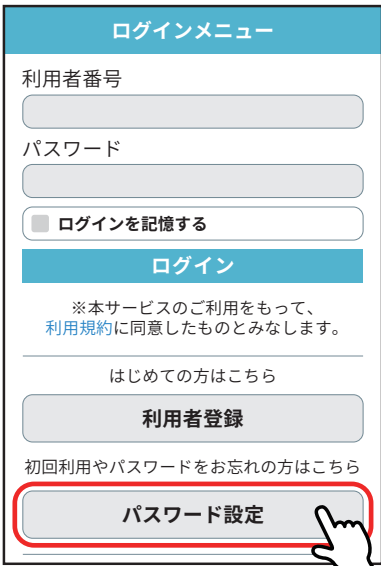 ログインメニュー
利用者番号
パスワード
ログインを記憶する
ログイン
※本サービスのご利用をもって、
利用規約に同意したものとみなします。
はじめての方はこちら
利用者登録
初回利用やパスワードをお忘れの方はこちら
パスワード設定